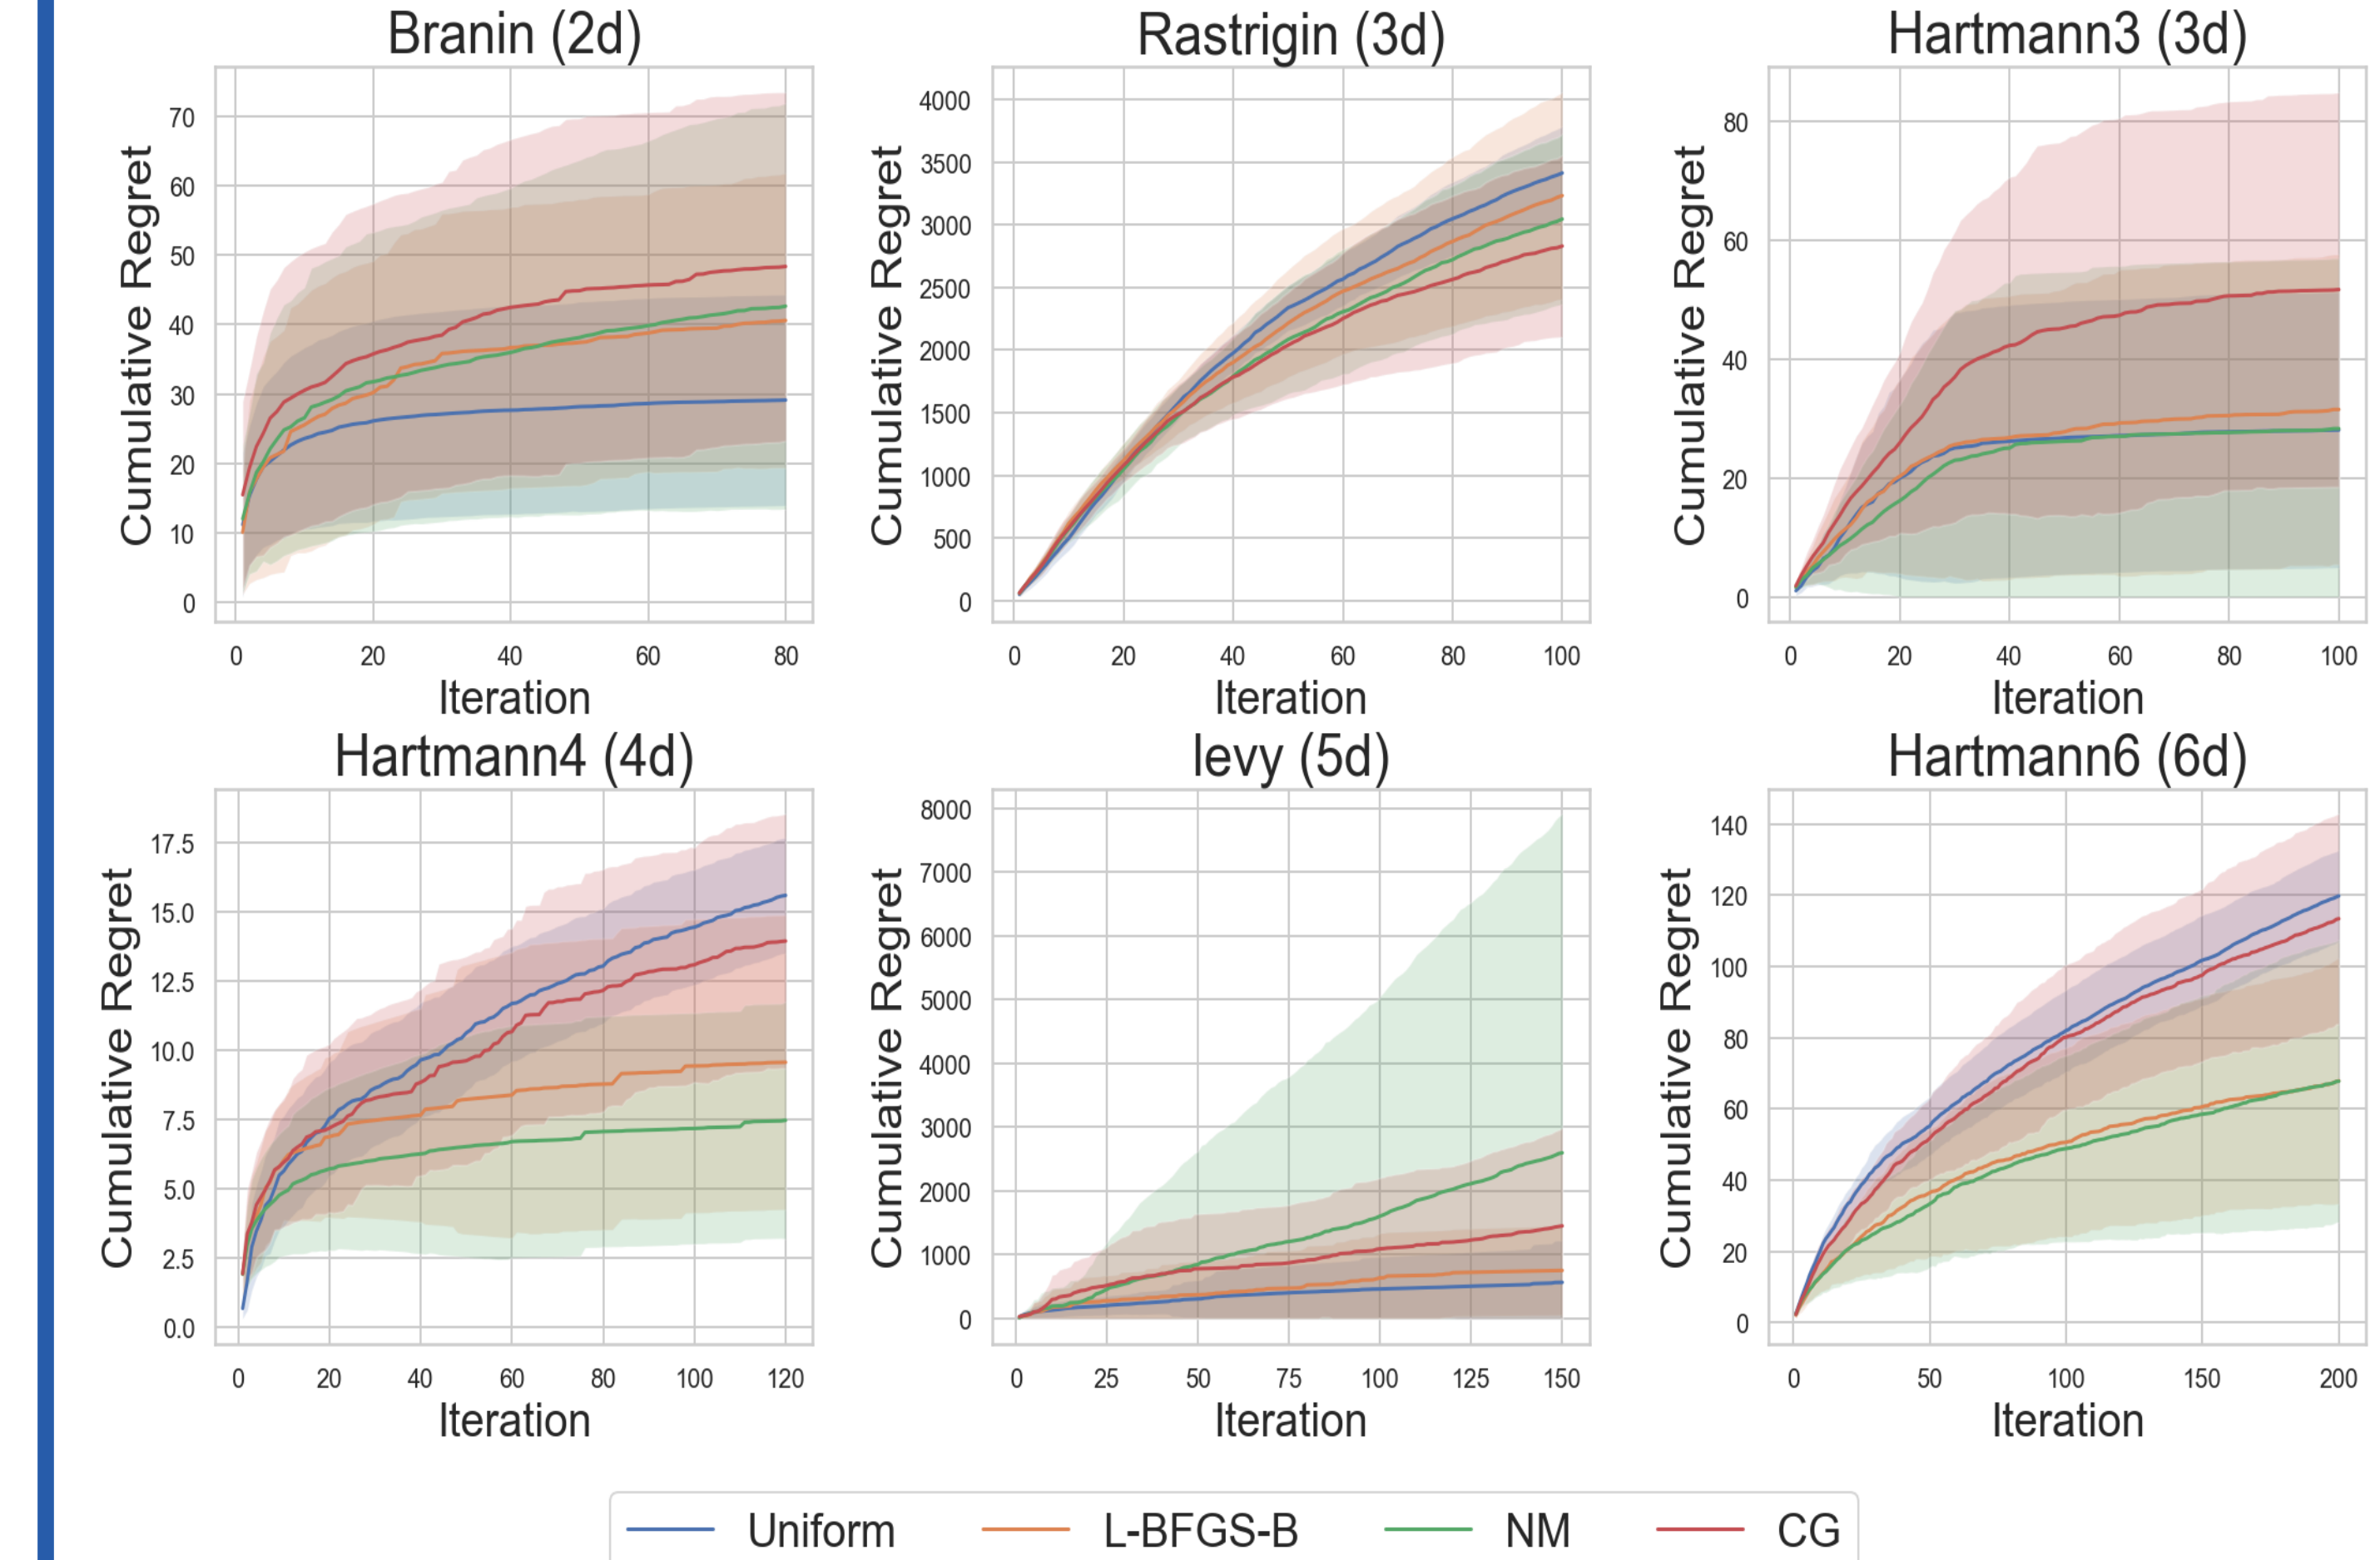 Branin (2d)
Cumulative Regret
70
60
50
40
30
20
10
0
0 20 40 60 80
Iteration
Rastrigin (3d)
Cumulative Regret
4000
3500
3000
2500
2000
1500
1000
500
0
0 20 40 60 80 100
Iteration
Hartmann3 (3d)
Cumulative Regret
80
60
40
20
0
0 20 40 60 80 100
Iteration
Hartmann4 (4d)
Cumulative Regret
17.5
15.0
12.5
10.0
7.5
5.0
2.5
0.0
0 20 40 60 80 100 120
Iteration
levy (5d)
Cumulative Regret
8000
7000
6000
5000
4000
3000
2000
1000
0
0 25 50 75 100 125 150
Iteration
Hartmann6 (6d)
Cumulative Regret
140
120
100
80
60
40
20
0
0 50 100 150 200
Iteration
Uniform L-BFGS-B NM CG